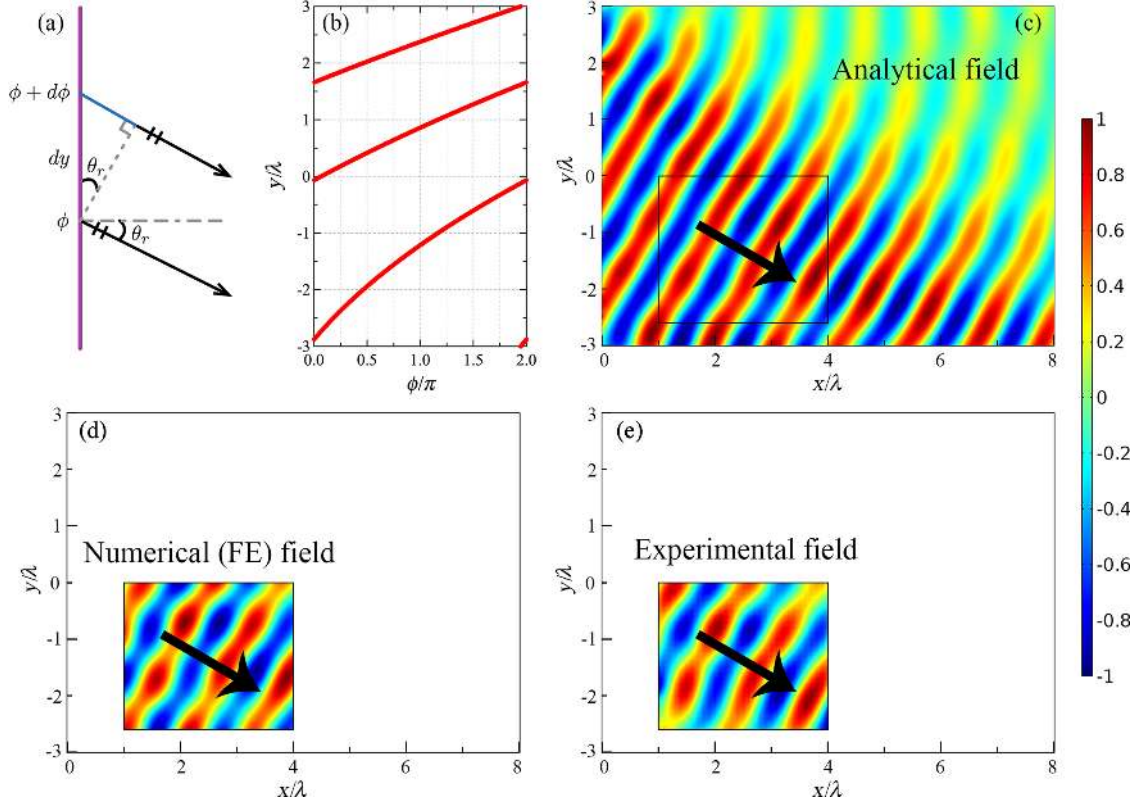 (a)
ϕ + dϕ
dy
θr
ϕ
θr
(b)
3
2
1
0
-1
-2
-3
y/λ
0.0
0.5
1.0
1.5
2.0
ϕ/π
(c)
Analytical field
3
2
1
0
-1
-2
-3
y/λ
0
2
4
6
8
x/λ
1
0.8
0.6
0.4
0.2
0
-0.2
-0.4
-0.6
-0.8
-1
(d)
Numerical (FE) field
3
2
1
0
-1
-2
-3
y/λ
0
2
4
6
8
x/λ
(e)
Experimental field
3
2
1
0
-1
-2
-3
y/λ
0
2
4
6
8
x/λ